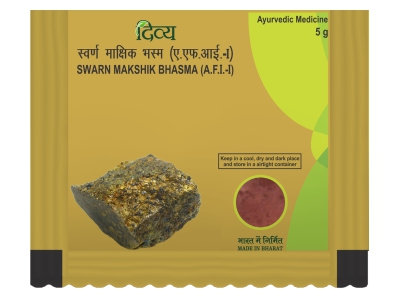 Ayurvedic Medicine
5 g
दिव्य
स्वर्ण माक्षिक भस्म (ए.एफ.आई.-I)
SWARN MAKSHIK BHASMA (A.F.I.-I)
Keep in a cool, dry and dark place
and store in a airtight container
भारत में निर्मित
MADE IN BHARAT